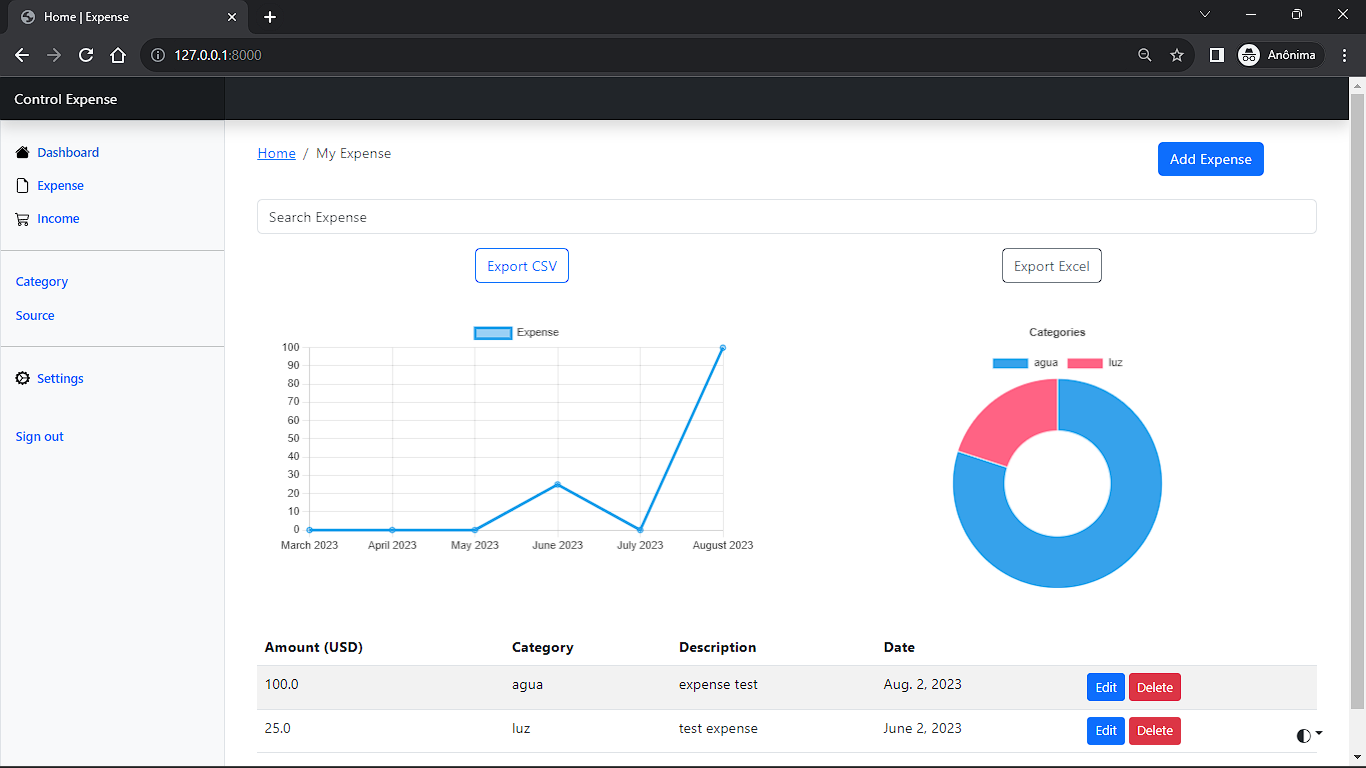 Home | Expense
127.0.0.1:8000
Anônima
Control Expense
Dashboard
Expense
Income
Category
Source
Settings
Sign out
Home / My Expense
Add Expense
Search Expense
Export CSV
Export Excel
Expense
100
90
80
70
60
50
40
30
20
10
0
March 2023 April 2023 May 2023 June 2023 July 2023 August 2023
Categories
agua luz
Amount (USD) Category Description Date
100.0 agua expense test Aug. 2, 2023 Edit Delete
25.0 luz test expense June 2, 2023 Edit Delete